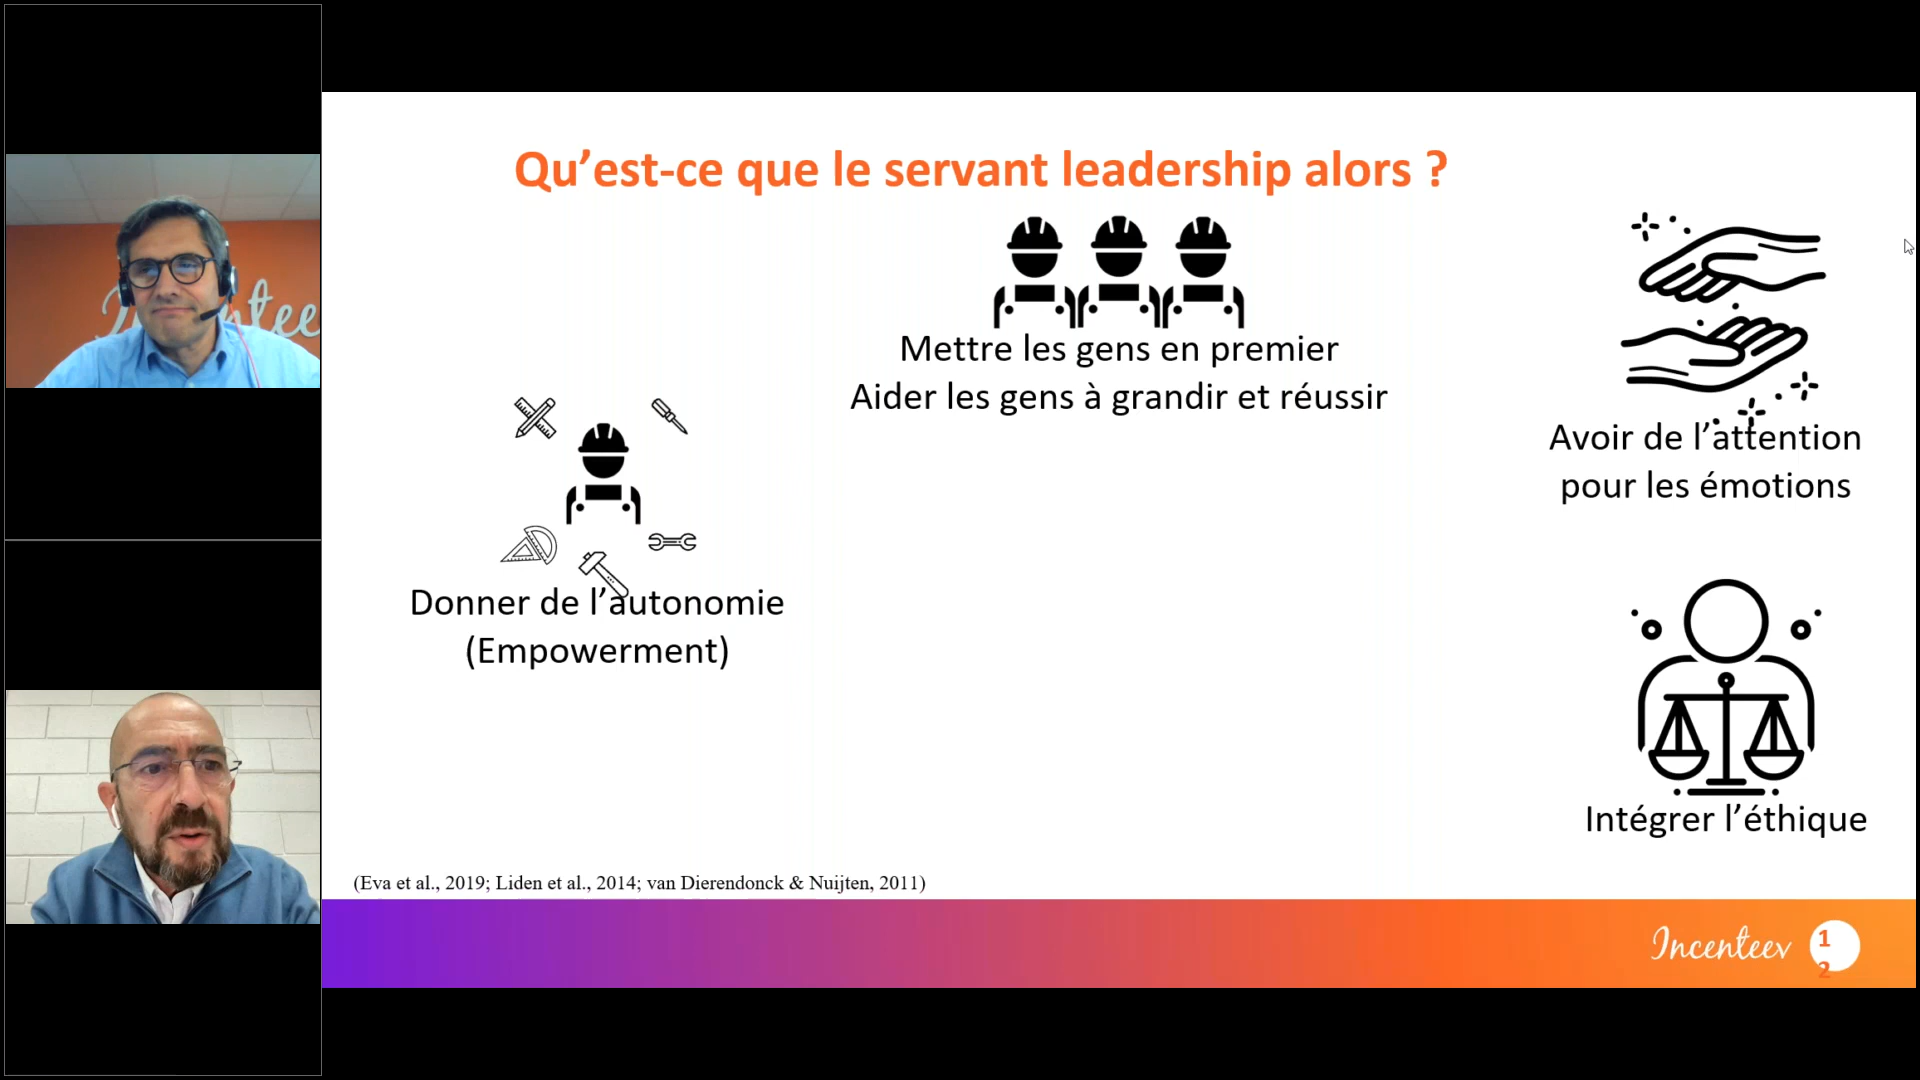 Qu’est-ce que le servant leadership alors ?
Mettre les gens en premier
Aider les gens à grandir et réussir
Avoir de l’attention
pour les émotions
Donner de l’autonomie
(Empowerment)
Intégrer l’éthique
(Eva et al., 2019; Liden et al., 2014; van Dierendonck & Nuijten, 2011)
Incenteev
1
2